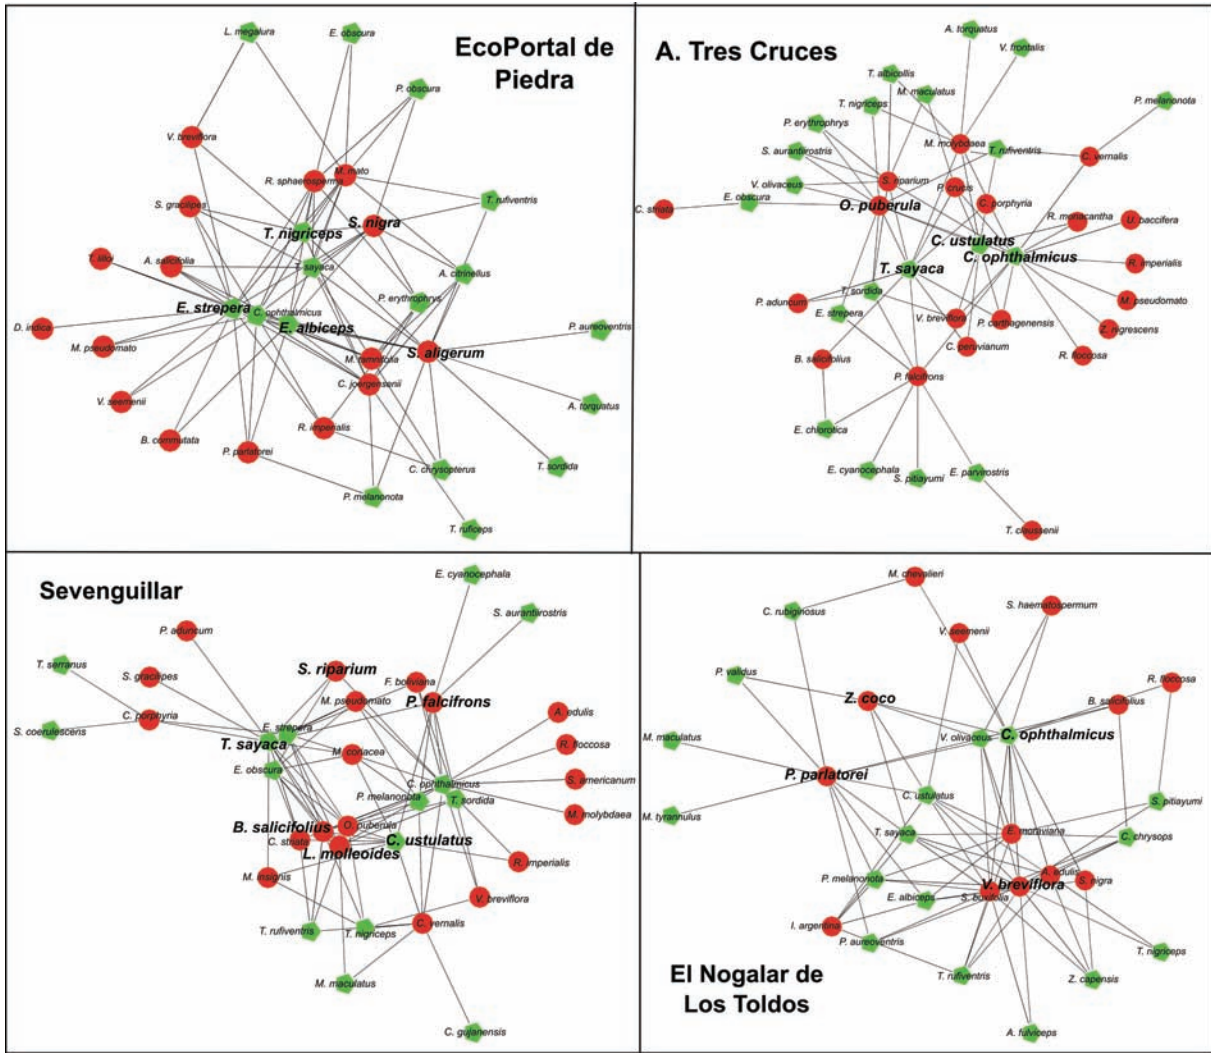 EcoPortal de
Piedra
L. megalura
E. obscura
P. obscura
V. breviflora
M. mato
R. sphaerosperma
T. rufiventris
S. gracilipes
S. nigra
T. nigriceps
T. lilloi
A. salicifolia
T. sayaca
A. citrinellus
P. erythrophrys
E. strepera
C. ophthalmicus
E. albiceps
D. indica
P. aureoventris
M. pseudomato
M. ramiflora
S. aligerum
C. joergensenii
V. seemenii
A. torquatus
B. commutata
R. imperialis
P. parlatorei
C. chrysopterus
T. sordida
P. melanonota
T. ruficeps
A. Tres Cruces
A. torquatus
V. frontalis
T. albicollis
M. maculatus
P. melanonota
T. nigriceps
P. erythrophrys
M. molybdaea
T. rufiventris
S. aurantiirostris
C. vernalis
V. olivaceus
S. riparium
P. crucis
E. obscura
C. striata
O. puberula
C. porphyria
R. moriacantha
U. baccifera
C. ustulatus
C. ophthalmicus
R. imperialis
T. sayaca
T. sordida
P. aduncum
M. pseudomato
E. strepera
V. breviflora
P. carthagenensis
Z. nigrescens
C. peruvianum
B. salicifolius
R. floccosa
P. falcifrons
E. chlorotica
E. cyanocephala
S. pitiayumi
E. parvirostris
T. claussenii
Sevenguillar
E. cyanocephala
S. aurantiirostris
P. aduncum
T. serranus
S. gracilipes
S. riparium
F. boliviana
M. pseudomato
P. falcifrons
C. porphyria
S. coerulescens
E. strepera
A. edulis
T. sayaca
M. coriacea
R. floccosa
E. obscura
C. ophthalmicus
S. americanum
P. melanonota
T. sordida
M. molybdaea
O. puberula
B. salicifolius
C. striata
C. ustulatus
L. molleoides
R. imperialis
M. insignis
V. breviflora
T. rufiventris
T. nigriceps
C. vernalis
M. maculatus
C. gujanensis
M. chevalieri
C. rubiginosus
S. haematospermum
V. seemenii
P. validus
R. floccosa
Z. coco
B. salicifolius
M. maculatus
V. olivaceus
C. ophthalmicus
P. parlatorei
M. tyrannulus
C. ustulatus
S. pitiayumi
T. sayaca
E. moraviana
C. chrysops
P. melanonota
A. edulis
S. nigra
V. breviflora
E. albiceps
S. buxifolia
I. argentina
P. aureoventris
T. nigriceps
T. rufiventris
Z. capensis
A. fulviceps
El Nogalar de
Los Toldos